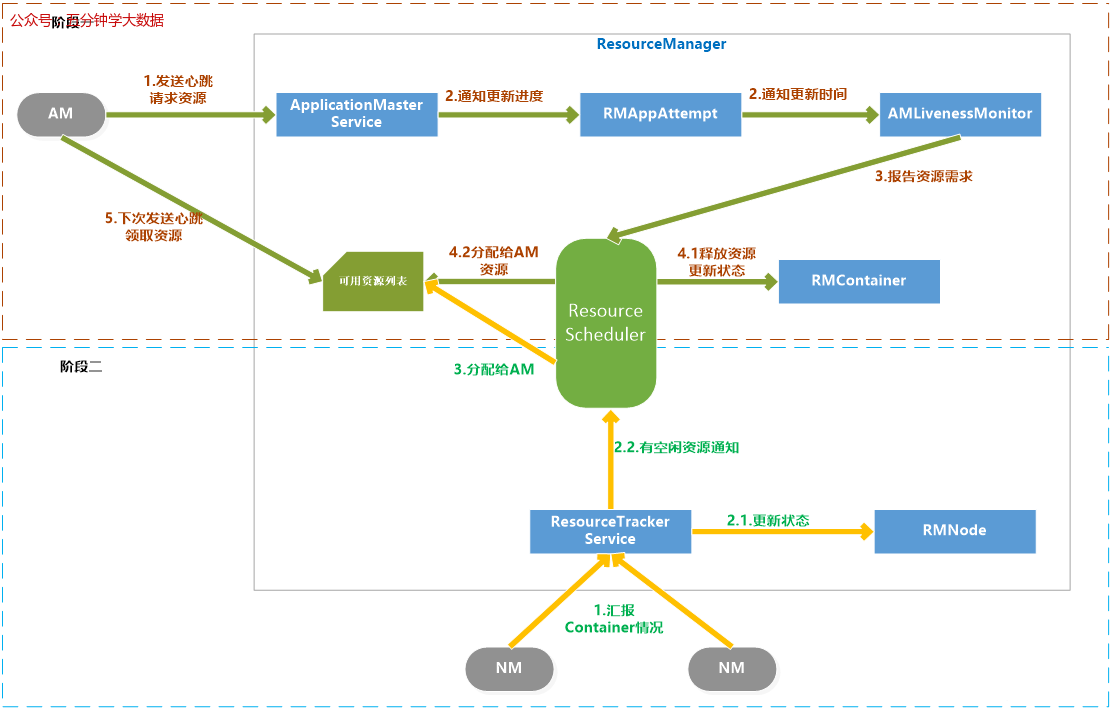 公众号：五分钟学大数据
阶段一
ResourceManager
1.发送心跳
请求资源
AM
ApplicationMaster
Service
2.通知更新进度
RMAppAttempt
2.通知更新时间
AMLivenessMonitor
3.报告资源需求
5.下次发送心跳
领取资源
可用资源列表
4.2分配给AM
资源
Resource
Scheduler
4.1释放资源
更新状态
RMContainer
阶段二
3.分配给AM
2.2.有空闲资源通知
ResourceTracker
Service
2.1.更新状态
RMNode
1.汇报
Container情况
NM
NM